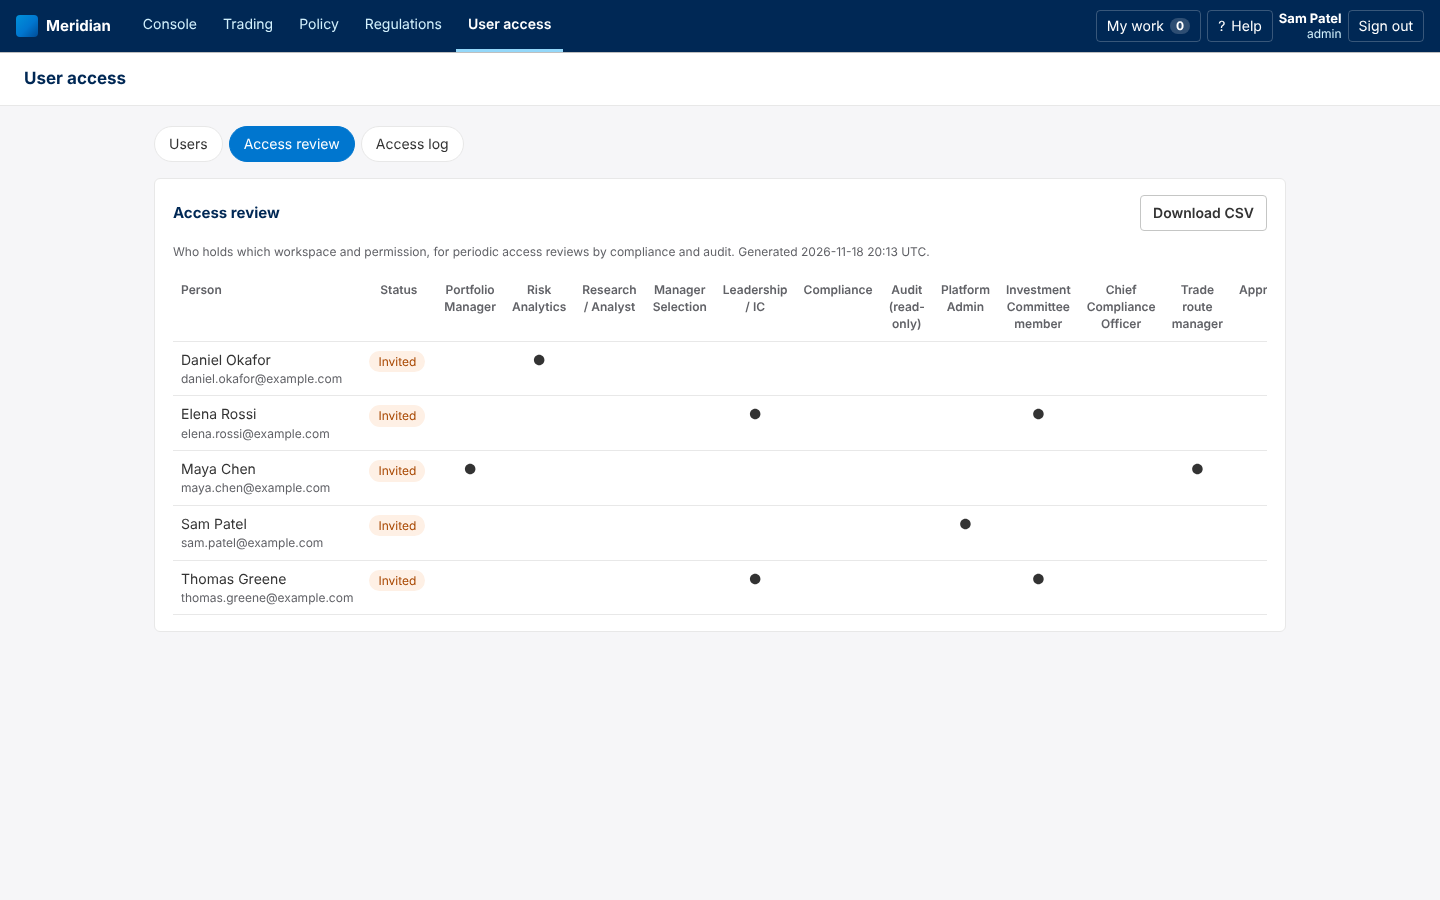 Meridian
Console
Trading
Policy
Regulations
User access
My work 0
? Help
Sam Patel
admin
Sign out
User access
Users
Access review
Access log
Access review
Download CSV
Who holds which workspace and permission, for periodic access reviews by compliance and audit. Generated 2026-11-18 20:13 UTC.
Person
Status
Portfolio
Manager
Risk
Analytics
Research
/ Analyst
Manager
Selection
Leadership
/ IC
Compliance
Audit
(read-
only)
Platform
Admin
Investment
Committee
member
Chief
Compliance
Officer
Trade
route
manager
Appr
Daniel Okafor
daniel.okafor@example.com
Invited
Elena Rossi
elena.rossi@example.com
Invited
Maya Chen
maya.chen@example.com
Invited
Sam Patel
sam.patel@example.com
Invited
Thomas Greene
thomas.greene@example.com
Invited